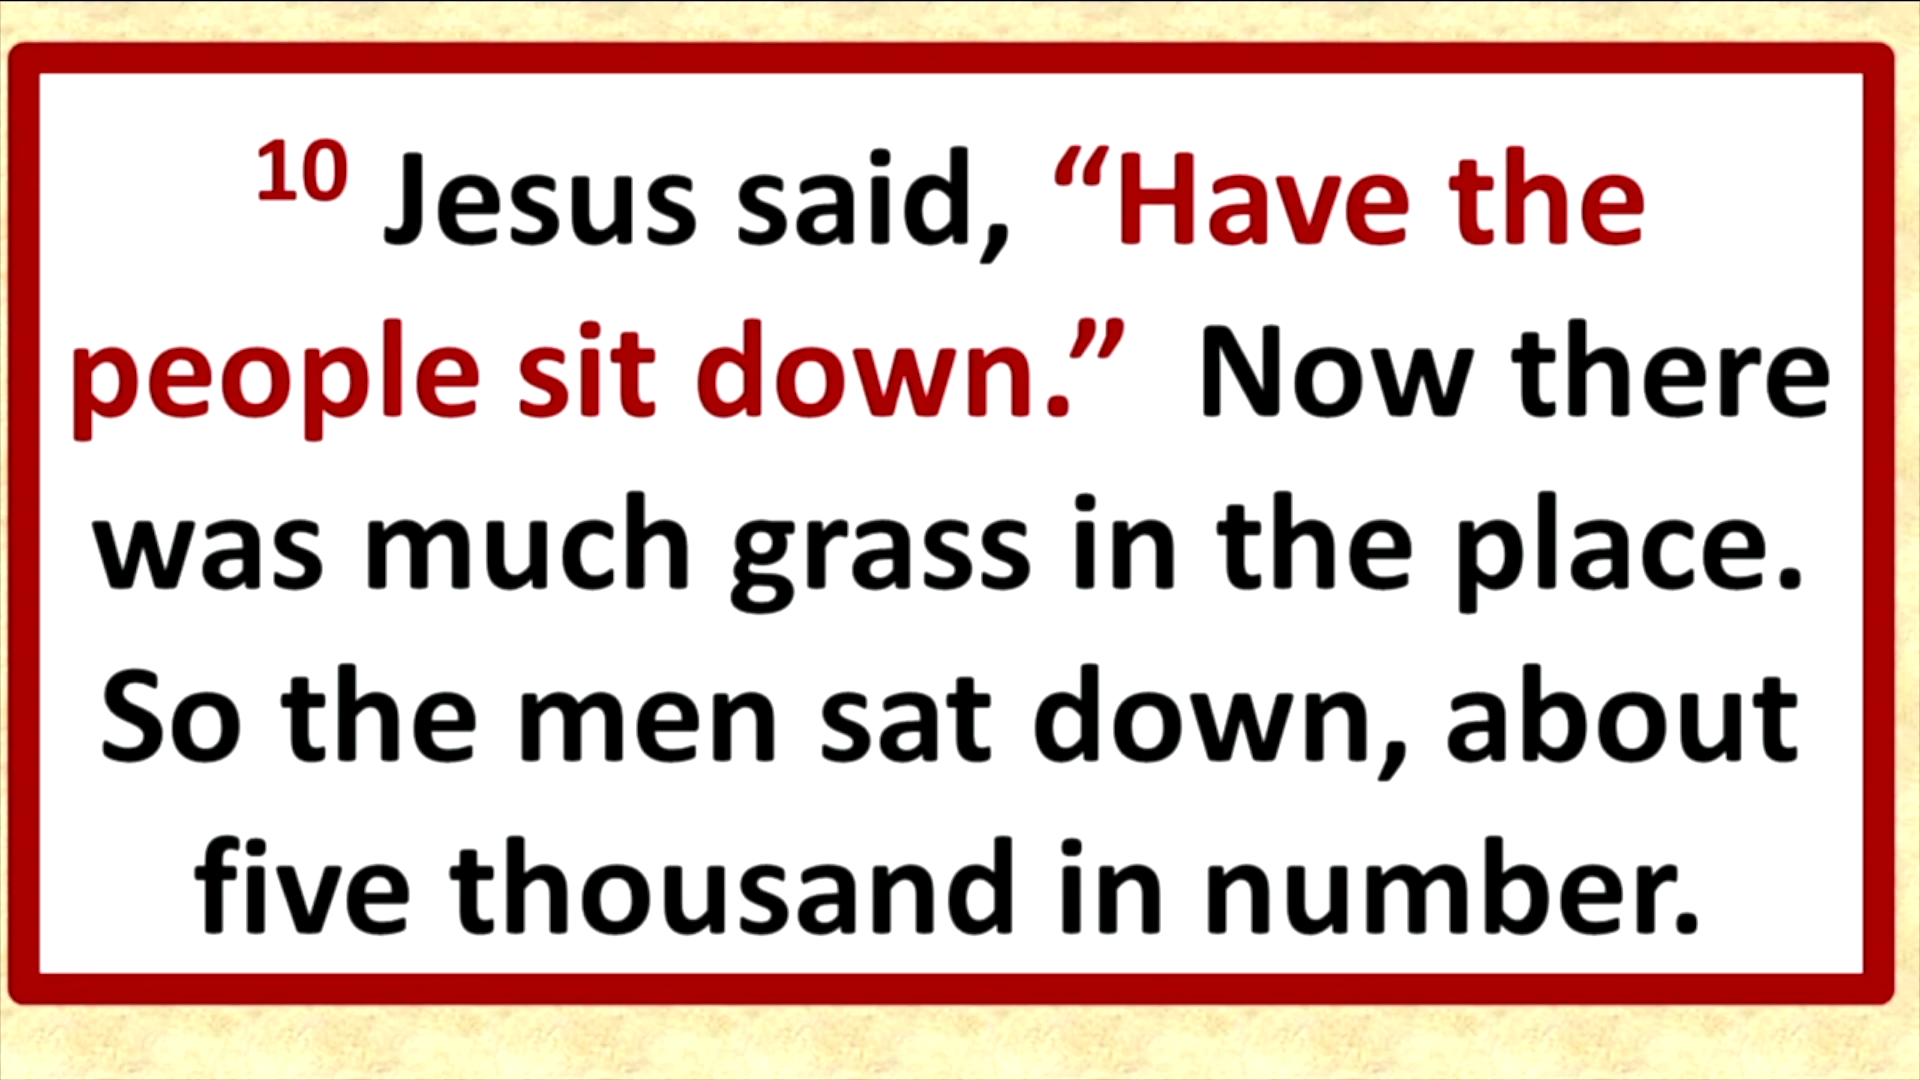 10 Jesus said, “Have the
people sit down.” Now there
was much grass in the place.
So the men sat down, about
five thousand in number.